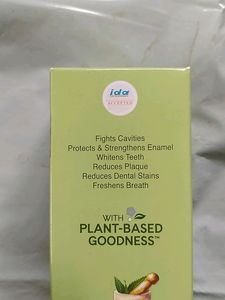 ida
ACCEPTED
Fights Cavities
Protects & Strengthens Enamel
Whitens Teeth
Reduces Plaque
Reduces Dental Stains
Freshens Breath
WITH
PLANT-BASED
GOODNESS™